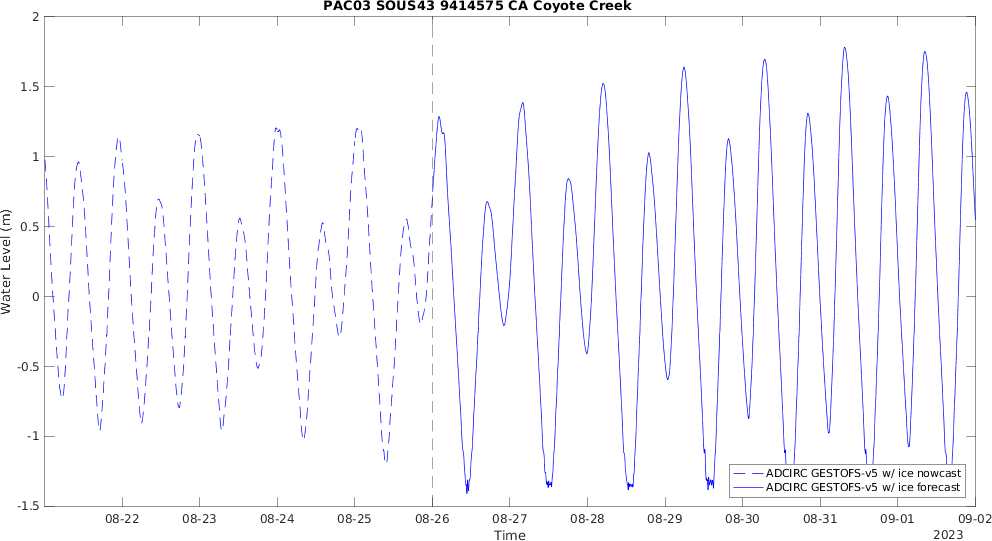 PAC03 SOUS43 9414575 CA Coyote Creek
2
1.5
1
0.5
0
-0.5
-1
-1.5
Water Level (m)
ADCIRC GESTOFS-v5 w/ ice nowcast
ADCIRC GESTOFS-v5 w/ ice forecast
08-22 08-23 08-24 08-25 08-26 08-27 08-28 08-29 08-30 08-31 09-01 09-02
Time
2023